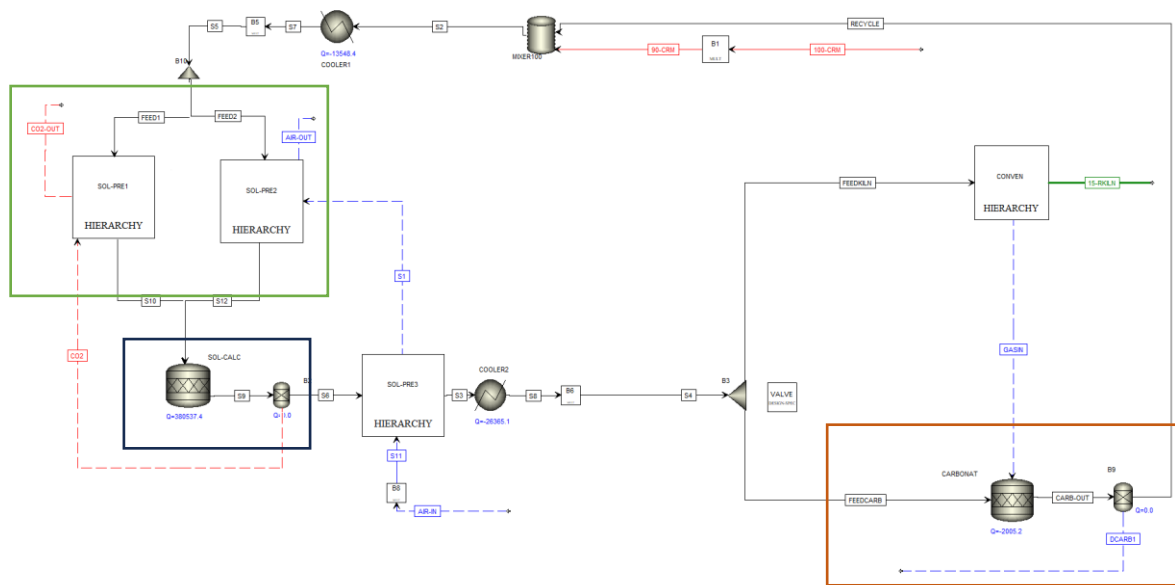 RECYCLE
S5
B5
S7
S2
Q=-13548.4
COOLER1
MIXER100
90-CRM
B1
100-CRM
B10
CO2-OUT
FEED1
FEED2
AIR-OUT
SOL-PRE1
HIERARCHY
SOL-PRE2
HIERARCHY
FEEDKILN
CONVEN
HIERARCHY
15-RKILN
S10
S12
S1
CO2
SOL-CALC
S9
Q=380537.4
S6
SOL-PRE3
HIERARCHY
S3
COOLER2
Q=-26365.1
S8
B6
S4
B3
VALVE
GASIN
S11
AIR-IN
CARBONAT
B9
FEEDCARB
CARB-OUT
Q=0.0
Q=-2005.2
DCARB1